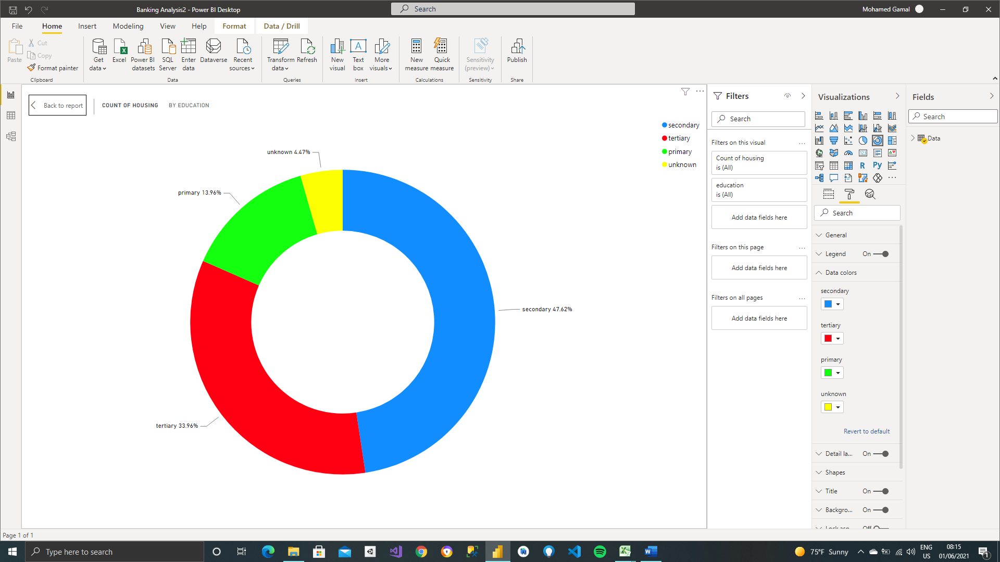 Banking Analysis2 - Power BI Desktop
Search
Mohamed Gamal
File Home Insert Modeling View Help Format Data / Drill
Paste
Cut
Copy
Format painter
Clipboard
Get data
Excel
Power BI datasets
SQL Server
Enter data
Dataverse
Recent sources
Data
Transform data
Refresh
Queries
New visual
Text box
More visuals
Insert
New measure
Quick measure
Calculations
Sensitivity (preview)
Sensitivity
Publish
Share
Back to report
COUNT OF HOUSING BY EDUCATION
secondary
tertiary
primary
unknown
unknown 4.47%
primary 13.96%
secondary 47.62%
tertiary 33.96%
Filters
Search
Filters on this visual
Count of housing
is (All)
education
is (All)
Add data fields here
Filters on this page
Add data fields here
Filters on all pages
Add data fields here
Visualizations
123
R
Py
Search
General
Legend On
Data colors
secondary
tertiary
primary
unknown
Revert to default
Detail la... On
Shapes
Title On
Backgro... On
Lock asp... Off
Fields
Search
Data
Page 1 of 1
Type here to search
75°F Sunny
ENG
US
08:15
01/06/2021
1